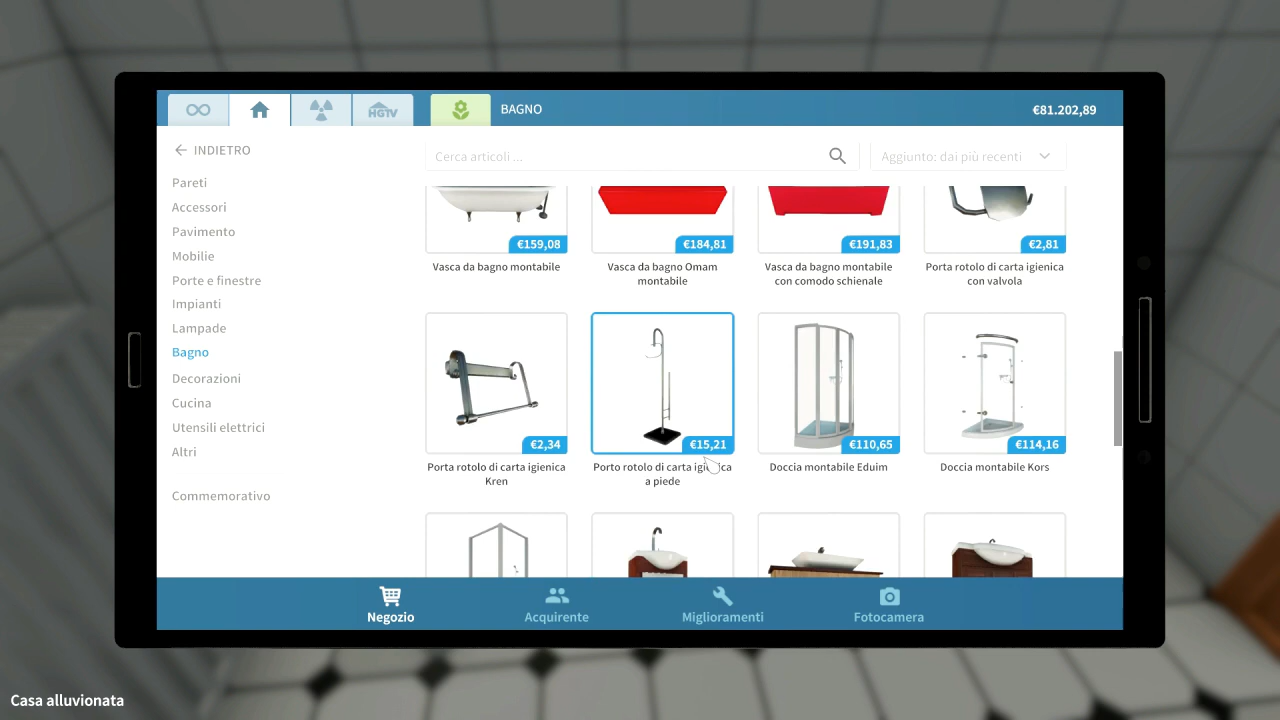 HGTV
BAGNO
€81.202,89
INDIETRO
Cerca articoli ...
Aggiunto: dai più recenti
Pareti
Accessori
Pavimento
Mobilie
Porte e finestre
Impianti
Lampade
Bagno
Decorazioni
Cucina
Utensili elettrici
Altri
Commemorativo
€159,08
€184,81
€191,83
€2,81
Vasca da bagno montabile
Vasca da bagno Omam
montabile
Vasca da bagno montabile
con comodo schienale
Porta rotolo di carta igienica
con valvola
€2,34
€15,21
€110,65
€114,16
Porta rotolo di carta igienica
Kren
Porto rotolo di carta igienica
a piede
Doccia montabile Eduim
Doccia montabile Kors
Negozio
Acquirente
Miglioramenti
Fotocamera
Casa alluvionata